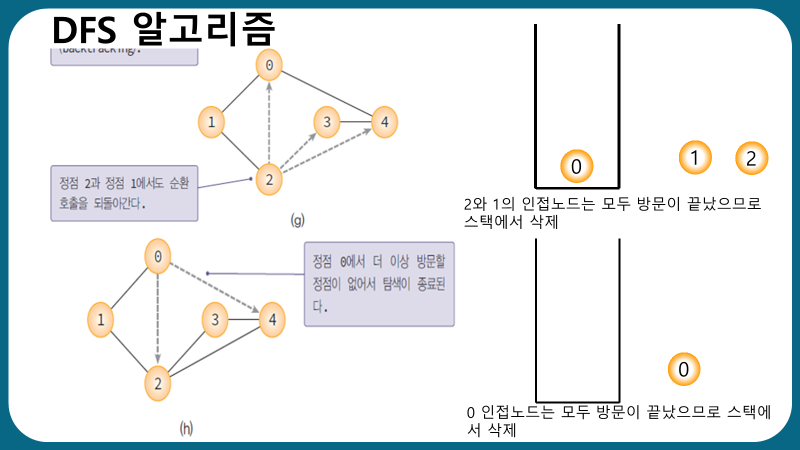 DFS 알고리즘
(backtracking).
0
1
3
4
2
정점 2과 정점 1에서도 순환
호출을 되돌아간다.
(g)
0
1
2
2와 1의 인접노드는 모두 방문이 끝났으므로
스택에서 삭제
0
정점 0에서 더 이상 방문할
정점이 없어서 탐색이 종료된
다.
1
3
4
2
(h)
0
0 인접노드는 모두 방문이 끝났으므로 스택에
서 삭제